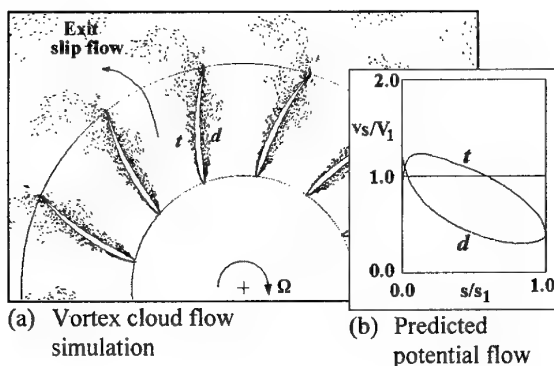 Exit
slip flow
t
d
Ω
(a) Vortex cloud flow
simulation
2.0
vs/V1
1.0
0.0
t
d
0.0
s/s1
1.0
(b) Predicted
potential flow